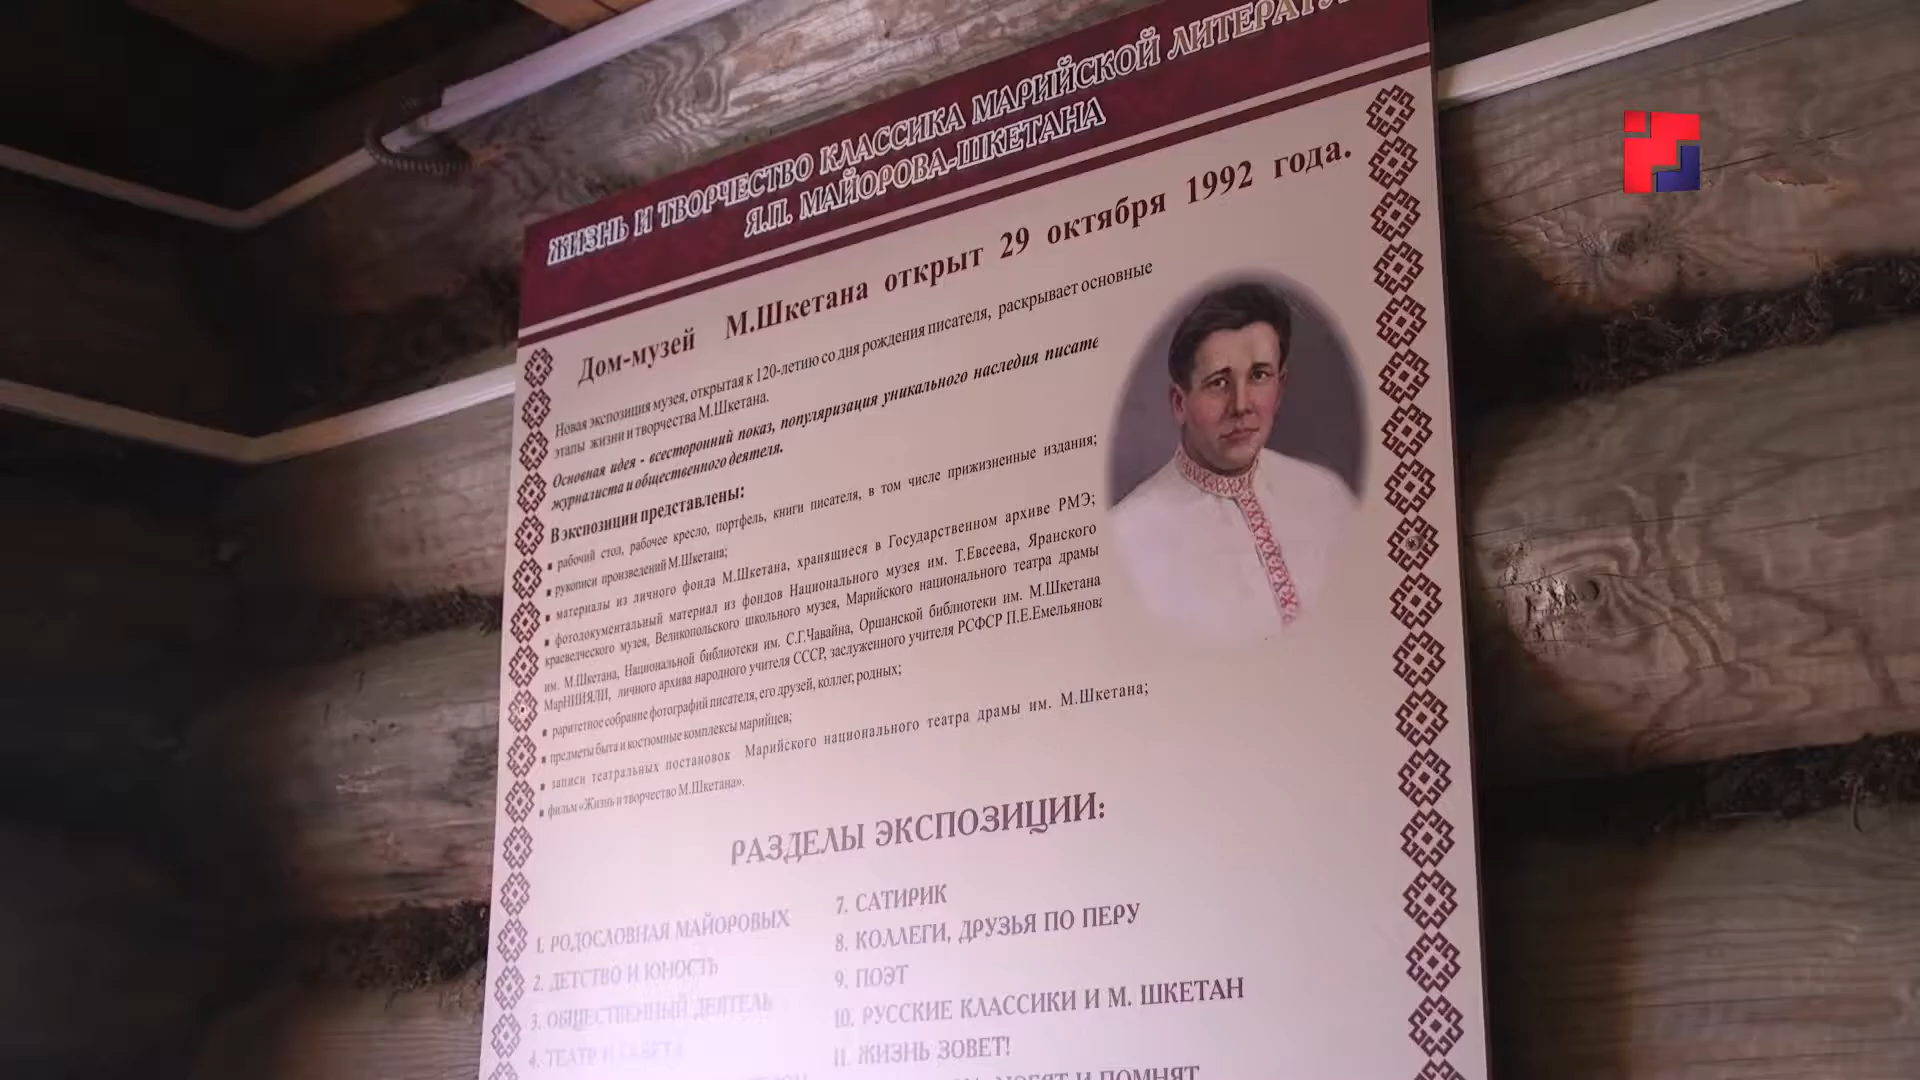 ЖИЗНЬ И ТВОРЧЕСТВО КЛАССИКА МАРИЙСКОЙ
Я.П. МАЙОРОВА-ШКЕТАНА
Дом-музей М.Шкетана открыт 29 октября 1992 года.
Новая экспозиция музея, открытая к 120-летию со дня рождения писателя, раскрывает основные
этапы жизни и творчества М.Шкетана.
Основная идея - всесторонний показ, популяризация уникального наследия писате
журналиста и общественного деятеля.
В экспозиции представлены:
▪ рабочий стол, рабочее кресло, портфель, книги писателя, в том числе прижизненные издания;
▪ рукописи произведений М.Шкетана;
▪ материалы из личного фонда М.Шкетана, хранящиеся в Государственном архиве РМЭ;
▪ фотодокументальный материал из фондов Национального музея им. Т.Евсеева, Яранского
краеведческого музея, Великопольского школьного музея, Марийского национального театра драмы
им. М.Шкетана, Национальной библиотеки им. С.Г.Чавайна, Оршанской библиотеки им. М.Шкетана
МарНИИЯЛИ, личного архива народного учителя СССР, заслуженного учителя РСФСР П.Е.Емельянова
▪ раритетное собрание фотографий писателя, его друзей, коллег, родных;
▪ предметы быта и костюмные комплексы марийцев;
▪ записи театральных постановок Марийского национального театра драмы им. М.Шкетана;
▪ фильм «Жизнь и творчество М.Шкетана».
РАЗДЕЛЫ ЭКСПОЗИЦИИ:
1. РОДОСЛОВНАЯ МАЙОРОВЫХ
2. ДЕТСТВО И ЮНОСТЬ
3. ОБЩЕСТВЕННЫЙ ДЕЯТЕЛЬ
4. ТЕАТР И
7. САТИРИК
8. КОЛЛЕГИ, ДРУЗЬЯ ПО ПЕРУ
9. ПОЭТ
10. РУССКИЕ КЛАССИКИ И М. ШКЕТАН
11. ЖИЗНЬ ЗОВЕТ!
И ПОМНЯТ